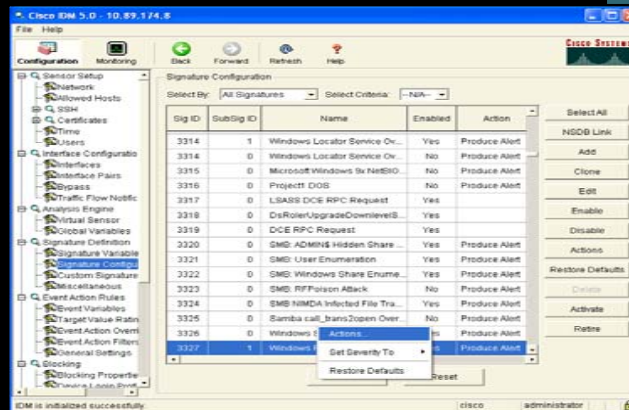 Cisco IDM 5.0 - 10.89.174.8
File Help
Configuration Monitoring Back Forward Refresh Help
CISCO SYSTEMS
Sensor Setup
Network
Allowed Hosts
SSH
Certificates
Time
Users
Interface Configuratio
Interfaces
Interface Pairs
Bypass
Traffic Flow Notific
Analysis Engine
Virtual Sensor
Global Variables
Signature Definition
Signature Variable
Signature Configu
Custom Signature
Miscellaneous
Event Action Rules
Event Variables
Target Value Ratin
Event Action Overri
Event Action Filters
General Settings
Blocking
Blocking Propertie
Device Login Profi
Signature Configuration
Select By: All Signatures Select Criteria: --N/A--
Sig ID SubSig ID Name Enabled Action
3314 1 Windows Locator Service Ov... Yes Produce Alert
3314 0 Windows Locator Service Ov... No Produce Alert
3315 0 Microsoft Windows 9x NetBIO... No Produce Alert
3316 0 Project1 DOS No Produce Alert
3317 0 LSASS DCE RPC Request Yes
3318 0 DsRolerUpgradeDownlevelS... Yes
3319 0 DCE RPC Request Yes
3320 0 SMB: ADMIN$ Hidden Share ... Yes Produce Alert
3321 0 SMB: User Enumeration Yes Produce Alert
3322 0 SMB: Windows Share Enume... Yes Produce Alert
3323 0 SMB: RFPoison Attack No Produce Alert
3324 0 SMB NIMDA Infected File Tra... Yes Produce Alert
3325 0 Samba call_trans2open Over... No Produce Alert
3326 0 Windows Produce Alert
3327 1 Windows Produce Alert
Actions...
Set Severity To
Restore Defaults
Reset
Select All
NSDB Link
Add
Clone
Edit
Enable
Disable
Actions
Restore Defaults
Delete
Activate
Retire
IDM is initialized successfully. cisco administrator